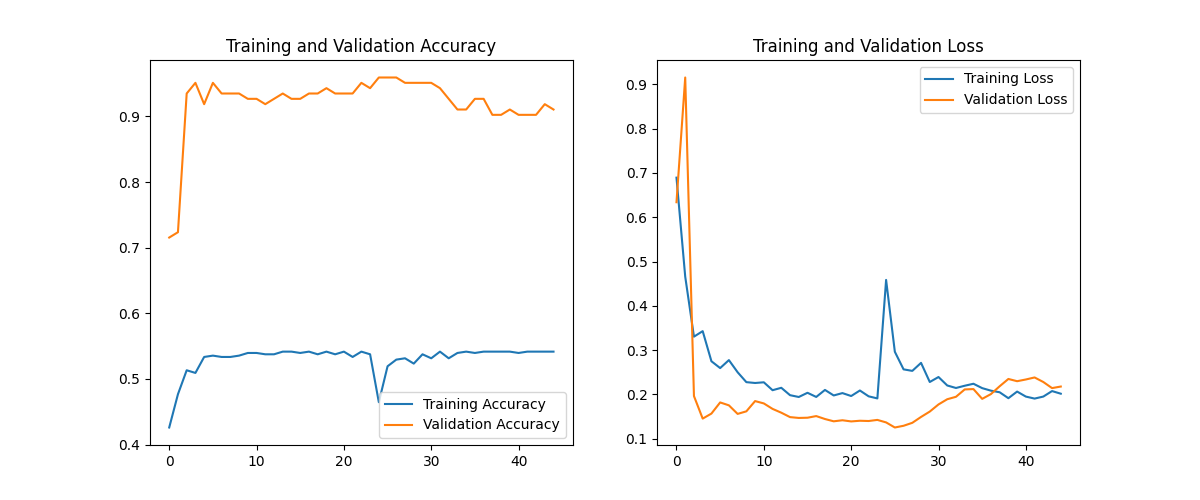 Training and Validation Accuracy
0.9
0.8
0.7
0.6
0.5
0.4
0 10 20 30 40
Training Accuracy
Validation Accuracy
Training and Validation Loss
0.9
0.8
0.7
0.6
0.5
0.4
0.3
0.2
0.1
0 10 20 30 40
Training Loss
Validation Loss